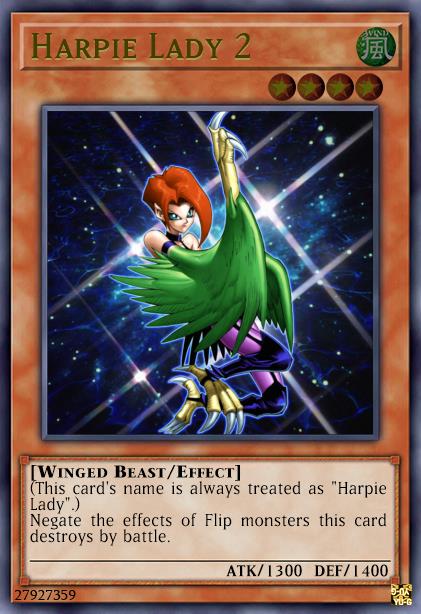 Harpie Lady 2
WIND
風
[Winged Beast/Effect]
(This card's name is always treated as "Harpie
Lady".)
Negate the effects of Flip monsters this card
destroys by battle.
ATK/1300 DEF/1400
27927359